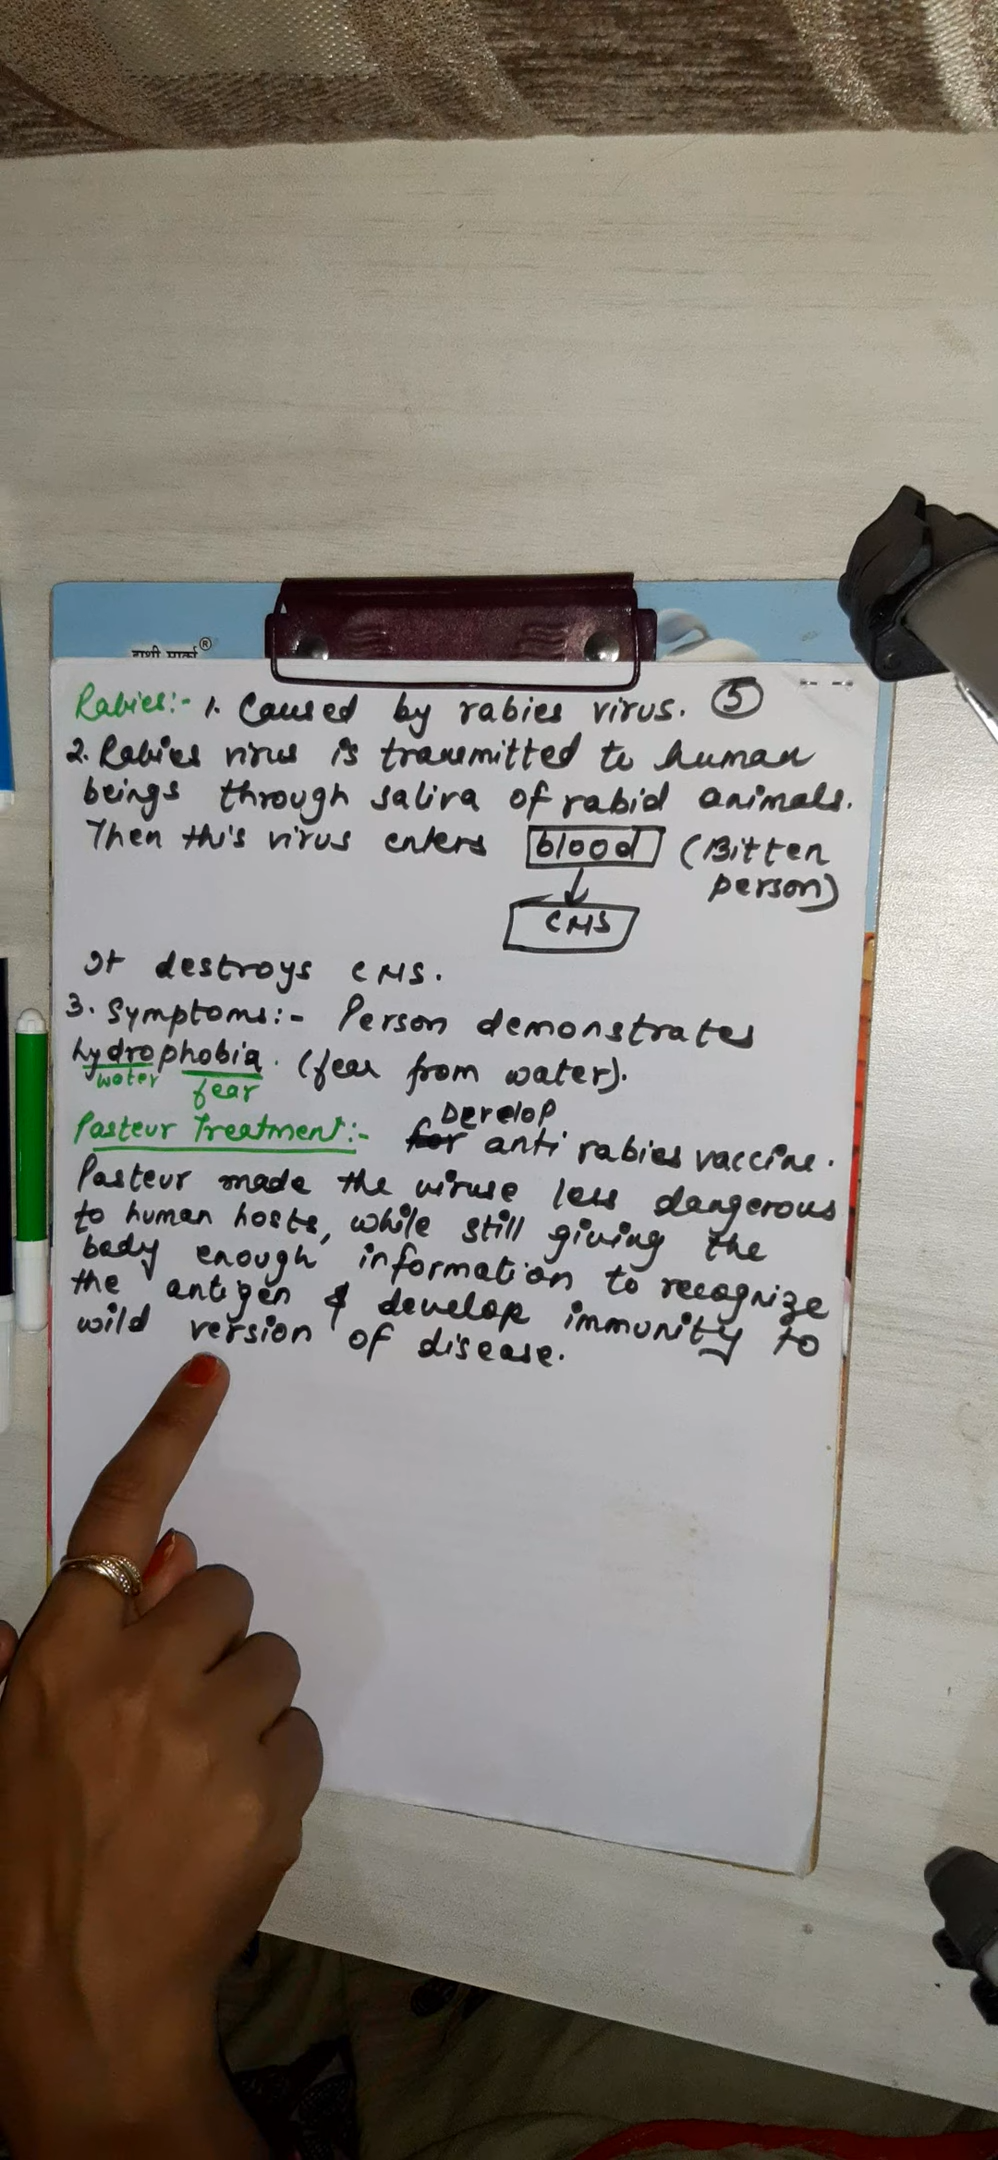 हाथी मार्का®
Rabies:- 1. Caused by rabies virus. 5
2. Rabies virus is transmitted to human
beings through saliva of rabid animals.
Then this virus enters blood (Bitten
person)
CNS
It destroys CNS.
3. Symptoms:- Person demonstrates
hydrophobia. (fear from water).
water fear
Develop
Pasteur Treatment:- for anti rabies vaccine.
Pasteur made the viruse less dangerous
to human hosts, while still giving the
body enough information to recognize
the antigen & develop immunity to
wild version of disease.